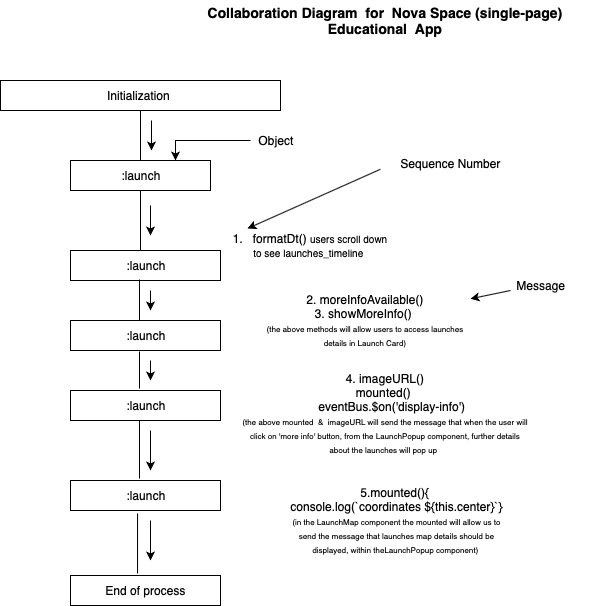 Collaboration Diagram for Nova Space (single-page)
Educational App
Initialization
Object
:launch
Sequence Number
1. formatDt() users scroll down
to see launches_timeline
:launch
Message
2. moreInfoAvailable()
3. showMoreInfo()
(the above methods will allow users to access launches
details in Launch Card)
:launch
4. imageURL()
mounted()
eventBus.$on('display-info')
(the above mounted & imageURL will send the message that when the user will
click on 'more info' button, from the LaunchPopup component, further details
about the launches will pop up
:launch
5.mounted(){
console.log(`coordinates ${this.center}`}
(in the LaunchMap component the mounted will allow us to
send the message that launches map details should be
displayed, within theLaunchPopup component)
:launch
End of process